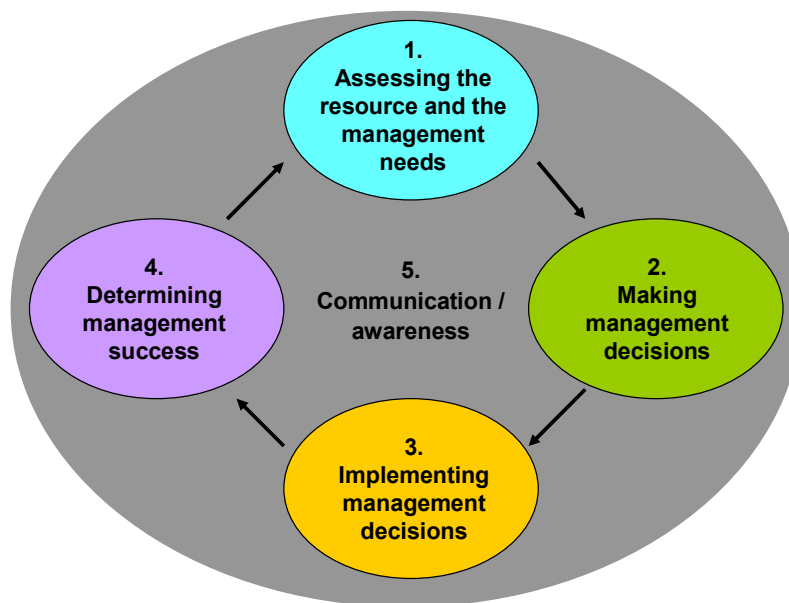 1.
Assessing the
resource and the
management
needs
2.
Making
management
decisions
3.
Implementing
management
decisions
4.
Determining
management
success
5.
Communication /
awareness